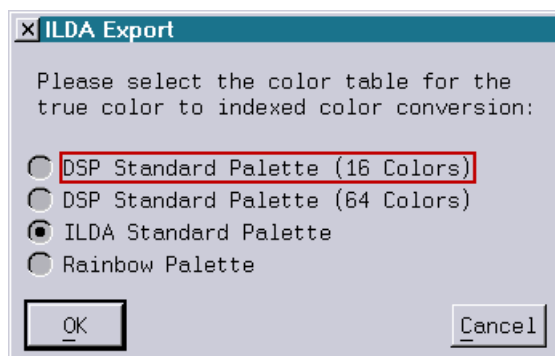 ILDA Export
Please select the color table for the
true color to indexed color conversion:
DSP Standard Palette (16 Colors)
DSP Standard Palette (64 Colors)
ILDA Standard Palette
Rainbow Palette
OK
Cancel